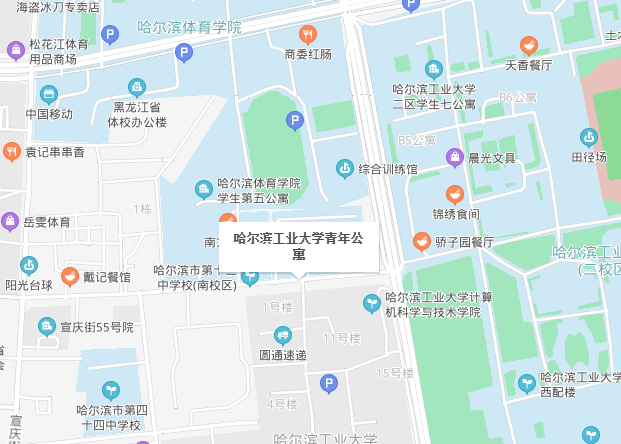 海盗冰刀专卖店
哈尔滨体育学院
松花江体育
用品商场
商委红肠
天香餐厅
中国移动
黑龙江省
体校办公楼
哈尔滨工业大学
二区学生七公寓
B6公寓
B5公寓
袁记串串香
晨光文具
田径场
综合训练馆
哈尔滨体育学院
学生第五公寓
1栋
锦绣食间
岳雯体育
哈尔滨工业大学青年公
寓
骄子园餐厅
哈尔滨工业
(二校区
阳光台球
戴记餐馆
哈尔滨市第十三
中学校(南校区)
哈尔滨工业大学计算
机科学与技术学院
1号楼
宣庆街55号院
11号楼
圆通速递
15号楼
哈尔滨工业大学
西配楼
4号楼
哈尔滨市第四
十四中学校
宣庆街
哈尔滨工业大学